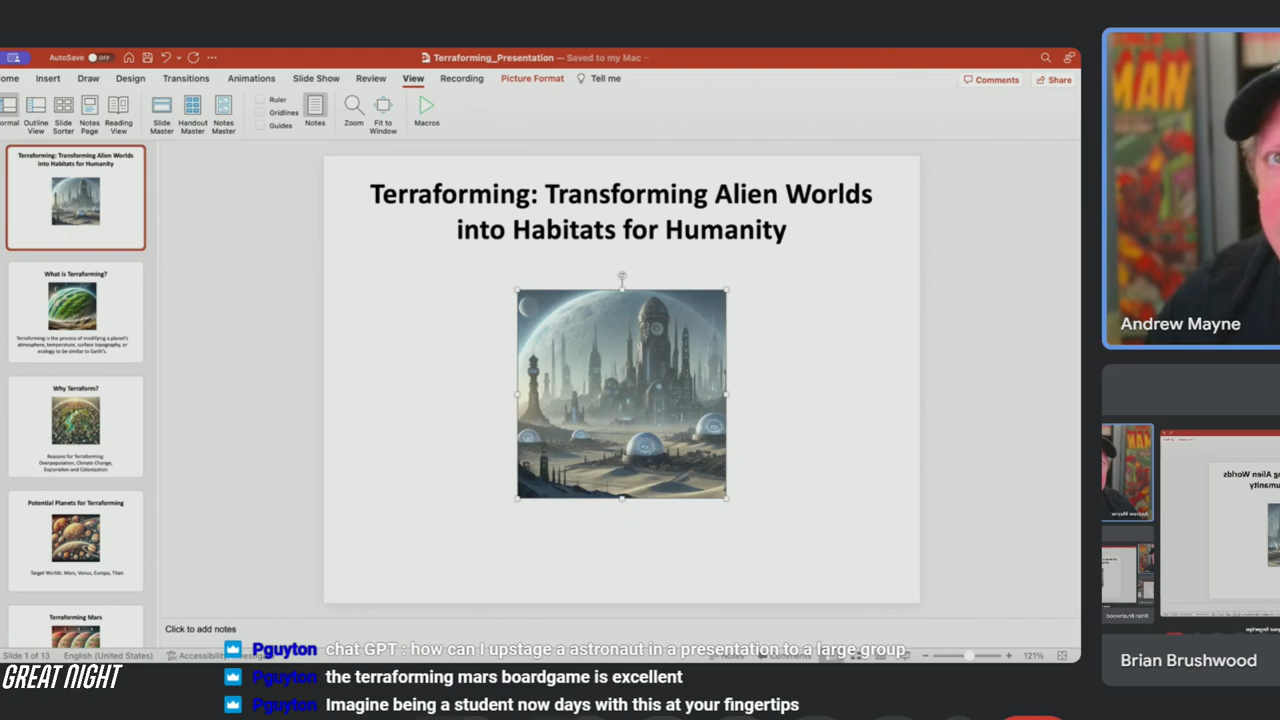 AutoSave OFF
Terraforming_Presentation — Saved to my Mac
ome Insert Draw Design Transitions Animations Slide Show Review View Recording Picture Format Tell me
Comments Share
ormal
Outline View
Slide Sorter
Notes Page
Reading View
Slide Master
Handout Master
Notes Master
Ruler
Gridlines
Guides
Notes
Zoom
Fit to Window
Macros
Terraforming: Transforming Alien Worlds
into Habitats for Humanity
What is Terraforming?
Terraforming is the process of modifying a planet's
atmosphere, temperature, surface topography, or
ecology to be similar to Earth's.
Why Terraform?
Reasons for Terraforming:
Overpopulation, Climate Change,
Exploration and Colonization
Potential Planets for Terraforming
Target Worlds: Mars, Venus, Europa, Titan
Terraforming Mars
Terraforming: Transforming Alien Worlds
into Habitats for Humanity
Click to add notes
Slide 1 of 13 English (United States)
Notes Comments 121%
GREAT NIGHT
Pguyton chat GPT : how can I upstage a astronaut in a presentation to a large group.
Pguyton the terraforming mars boardgame is excellent
Pguyton Imagine being a student now days with this at your fingertips
MAN
Andrew Mayne
Brian Brushwood